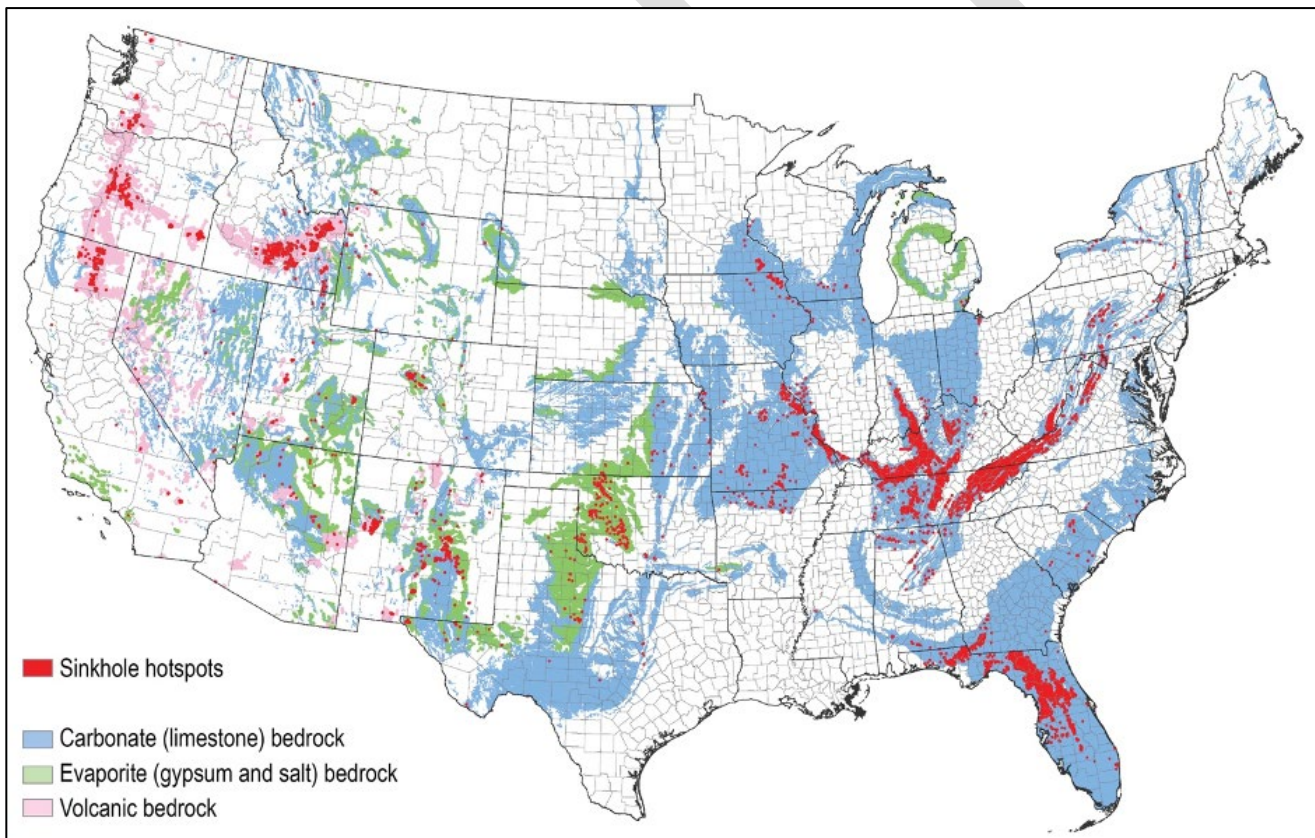 Sinkhole hotspots
Carbonate (limestone) bedrock
Evaporite (gypsum and salt) bedrock
Volcanic bedrock